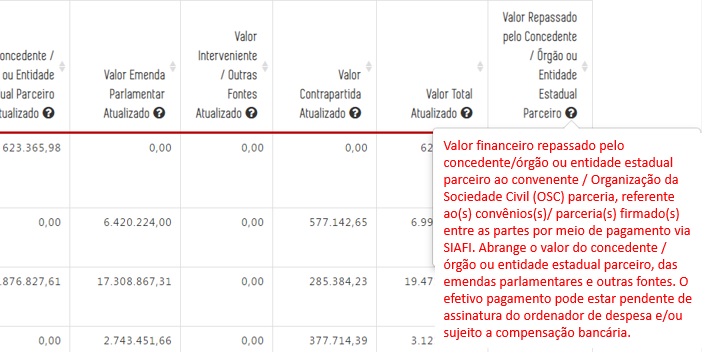 oncedente /
ou Entidade
ual Parceiro
tualizado
Valor Emenda
Parlamentar
Atualizado
Valor
Interveniente
/ Outras
Fontes
Atualizado
Valor
Contrapartida
Atualizado
Valor Total
Atualizado
Valor Repassado
pelo Concedente
/ Órgão ou
Entidade
Estadual
Parceiro
623.365,98 0,00 0,00 0,00 62
0,00 6.420.224,00 0,00 577.142,65 6.99
.876.827,61 17.308.867,31 0,00 285.384,23 19.47
0,00 2.743.451,66 0,00 377.714,39 3.12
Valor financeiro repassado pelo
concedente/órgão ou entidade estadual
parceiro ao convenente / Organização da
Sociedade Civil (OSC) parceria, referente
ao(s) convênios(s)/ parceria(s) firmado(s)
entre as partes por meio de pagamento via
SIAFI. Abrange o valor do concedente /
órgão ou entidade estadual parceiro, das
emendas parlamentares e outras fontes. O
efetivo pagamento pode estar pendente de
assinatura do ordenador de despesa e/ou
sujeito a compensação bancária.